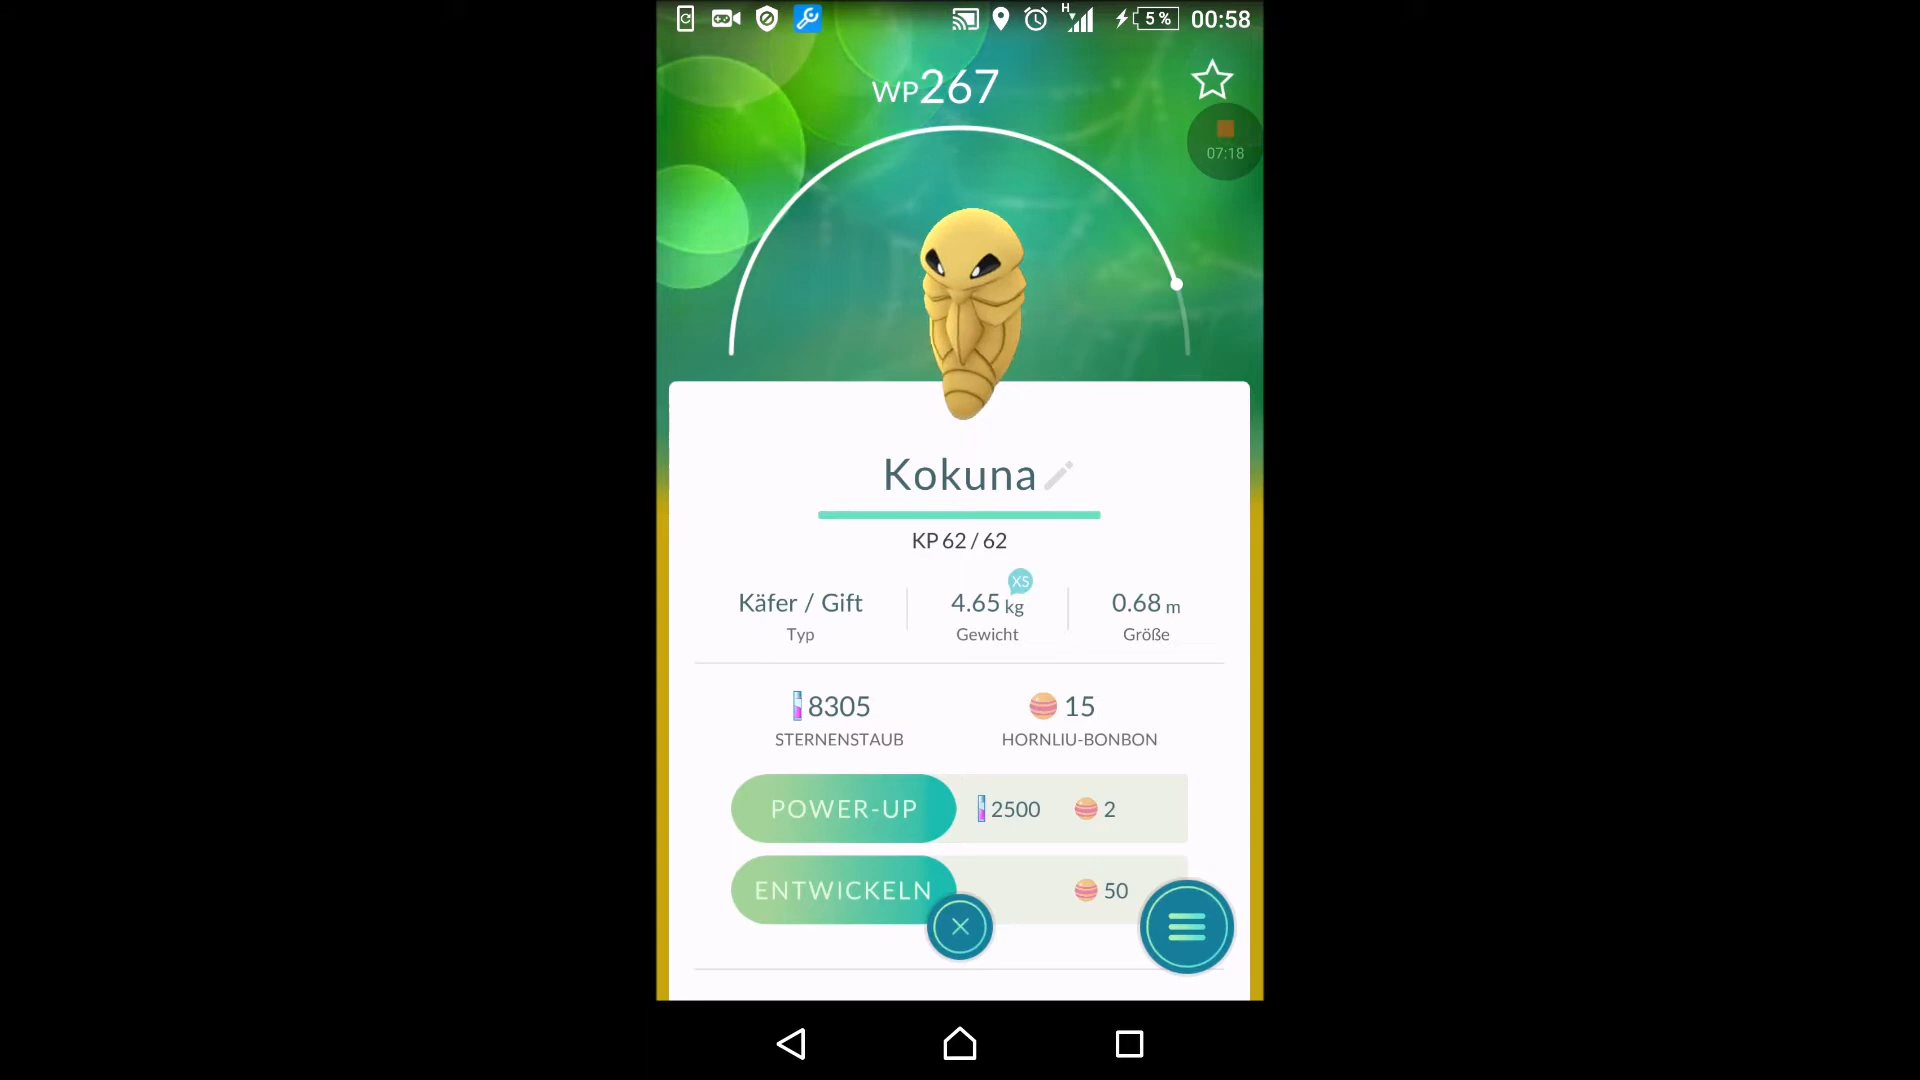 H 5 % 00:58
WP267
07:18
Kokuna
KP 62 / 62
XS
Käfer / Gift 4.65 kg 0.68 m
Typ Gewicht Größe
8305 15
STERNENSTAUB HORNLIU-BONBON
POWER-UP 2500 2
ENTWICKELN 50